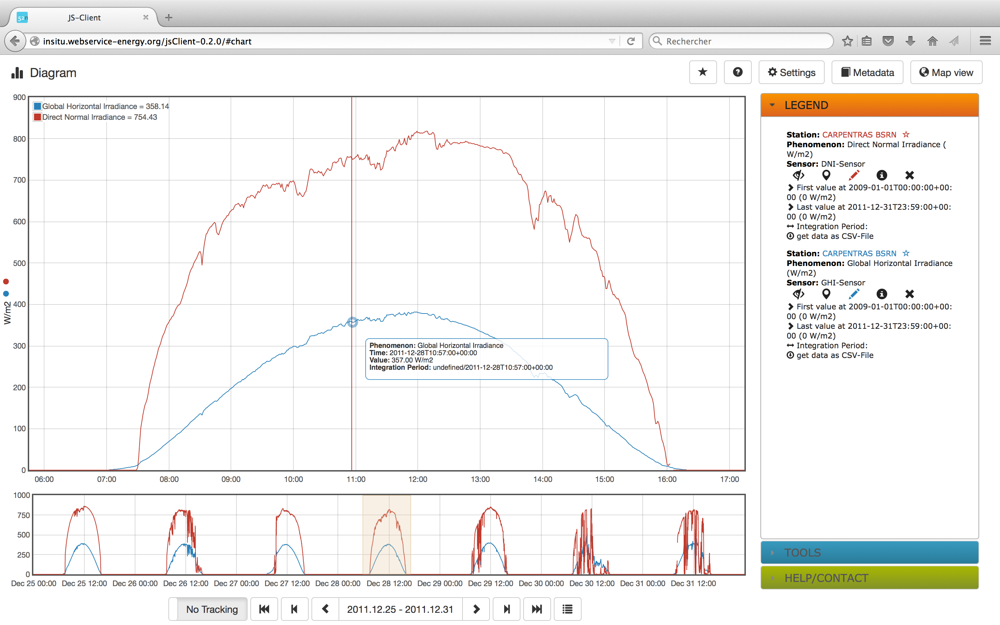 52n
JS-Client
insitu.webservice-energy.org/jsClient-0.2.0/#chart
Rechercher
Diagram
Settings
Metadata
Map view
900
800
700
600
500
400
300
200
100
0
W/m2
Global Horizontal Irradiance = 358.14
Direct Normal Irradiance = 754.43
Phenomenon: Global Horizontal Irradiance
Time: 2011-12-28T10:57:00+00:00
Value: 357.00 W/m2
Integration Period: undefined/2011-12-28T10:57:00+00:00
06:00 07:00 08:00 09:00 10:00 11:00 12:00 13:00 14:00 15:00 16:00 17:00
1000
750
500
250
0
Dec 25 00:00 Dec 25 12:00 Dec 26 00:00 Dec 26 12:00 Dec 27 00:00 Dec 27 12:00 Dec 28 00:00 Dec 28 12:00 Dec 29 00:00 Dec 29 12:00 Dec 30 00:00 Dec 30 12:00 Dec 31 00:00 Dec 31 12:00
No Tracking
2011.12.25 - 2011.12.31
LEGEND
Station: CARPENTRAS BSRN
Phenomenon: Direct Normal Irradiance (
W/m2)
Sensor: DNI-Sensor
First value at 2009-01-01T00:00:00+00:
00 (0 W/m2)
Last value at 2011-12-31T23:59:00+00:
00 (0 W/m2)
Integration Period:
get data as CSV-File
Station: CARPENTRAS BSRN
Phenomenon: Global Horizontal Irradiance
(W/m2)
Sensor: GHI-Sensor
First value at 2009-01-01T00:00:00+00:
00 (0 W/m2)
Last value at 2011-12-31T23:59:00+00:
00 (0 W/m2)
Integration Period:
get data as CSV-File
TOOLS
HELP/CONTACT